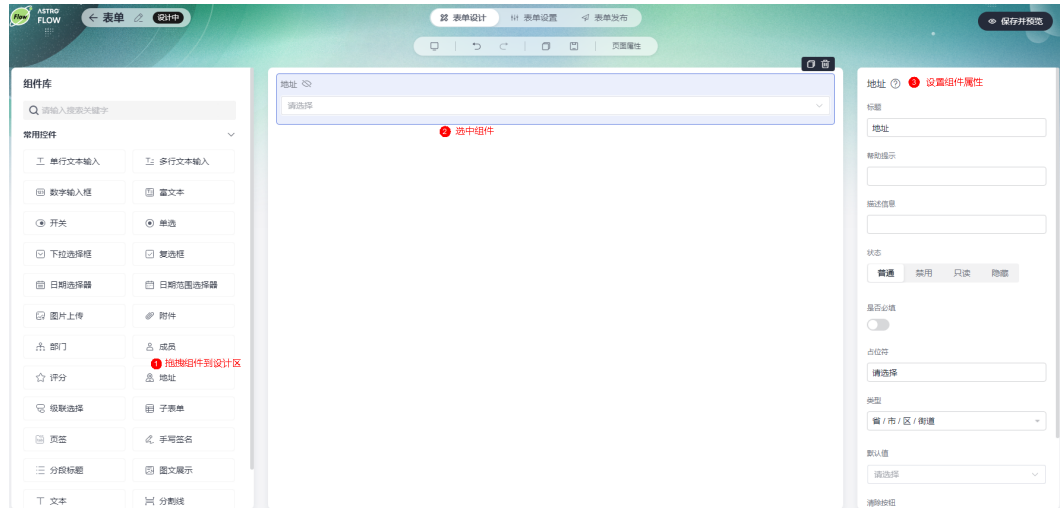 Flow
ASTRO
FLOW
表单
设计中
表单设计
表单设置
表单发布
保存并预览
页面属性
组件库
请输入搜索关键字
常用控件
单行文本输入
多行文本输入
数字输入框
富文本
开关
单选
下拉选择框
复选框
日期选择器
日期范围选择器
图片上传
附件
部门
成员
1 拖拽组件到设计区
评分
地址
级联选择
子表单
页签
手写签名
分段标题
图文展示
文本
分割线
地址
请选择
2 选中组件
地址 3 设置组件属性
标题
地址
帮助提示
描述信息
状态
普通 禁用 只读 隐藏
是否必填
占位符
请选择
类型
省 / 市 / 区 / 街道
默认值
请选择
清除按钮